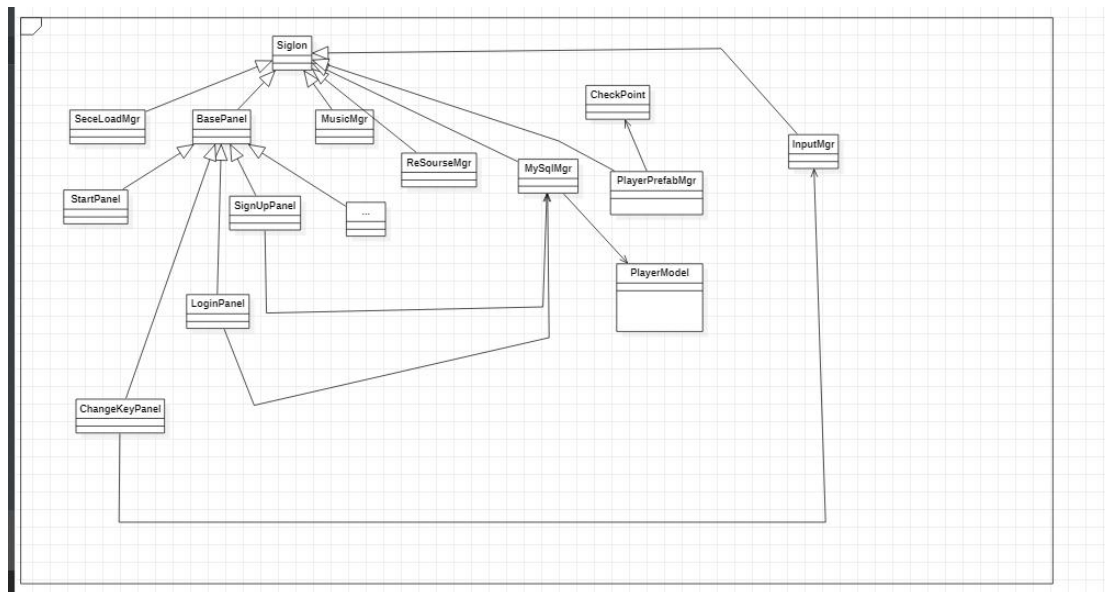 Siglon
CheckPoint
SeceLoadMgr
BasePanel
MusicMgr
InputMgr
ReSourseMgr
MySqlMgr
PlayerPrefabMgr
StartPanel
SignUpPanel
...
PlayerModel
LoginPanel
ChangeKeyPanel